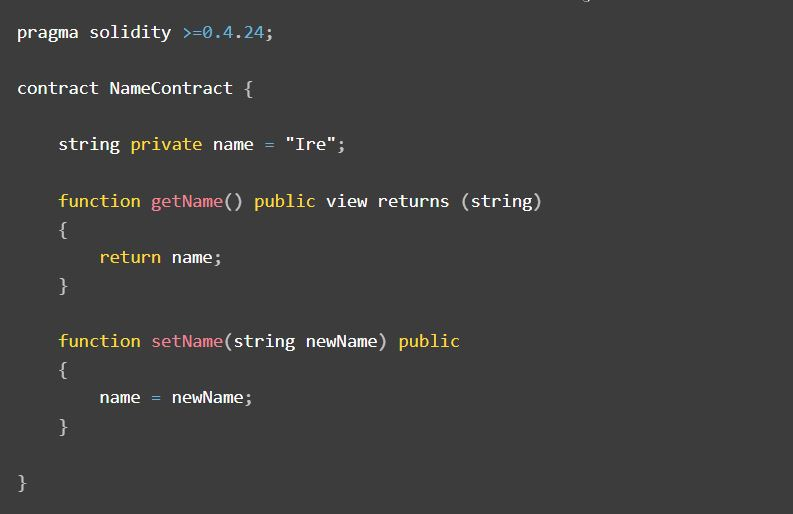 pragma solidity >=0.4.24;
contract NameContract {
string private name = "Ire";
function getName() public view returns (string)
{
return name;
}
function setName(string newName) public
{
name = newName;
}
}